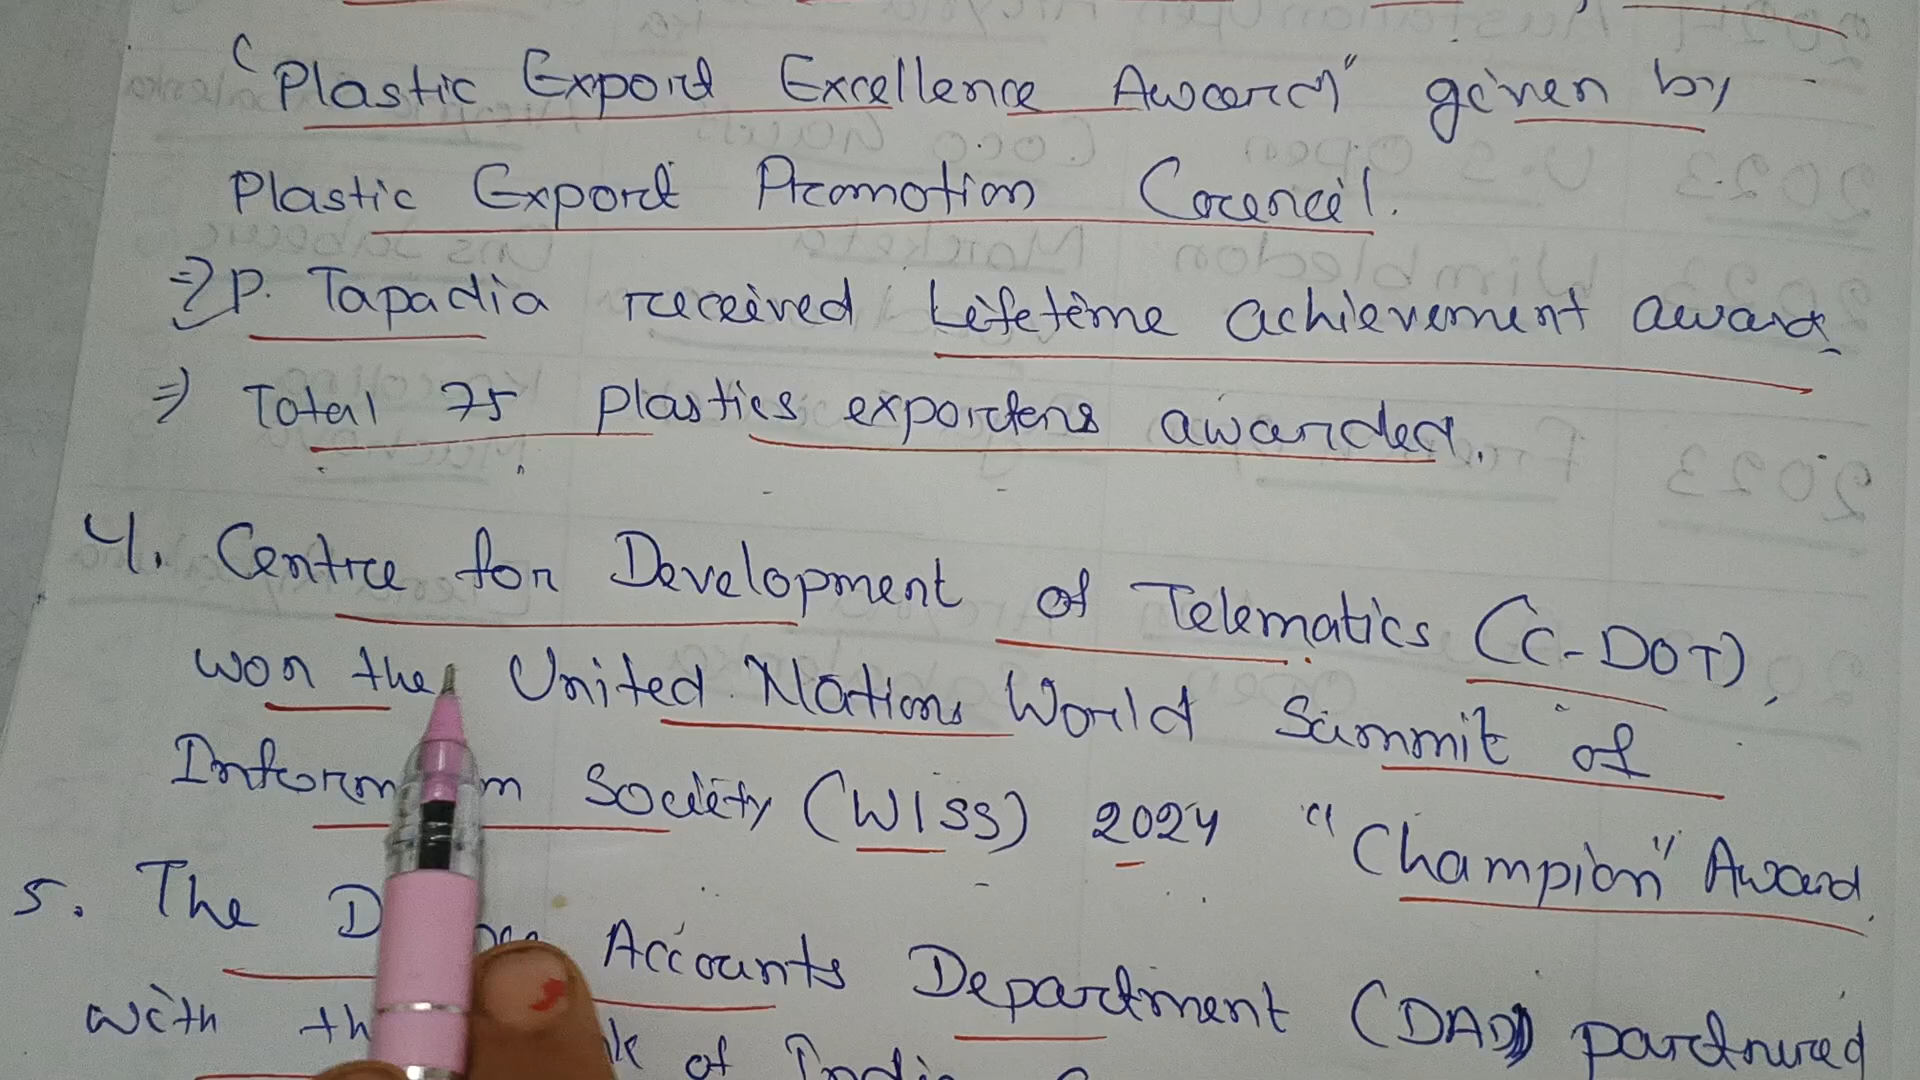 "Plastic Export Excellence Award" given by
Plastic Export Promotion Council.
⇒ P. Tapadia received Lifetime achievement award.
⇒ Total 75 plastics exporters awarded.
4. Centre for Development of Telematics (C-DOT),
won the United Nations World Summit of
Society (WISS) 2024 "Champion" Award.
5. The Accounts Department (DAD) partnered
with of India